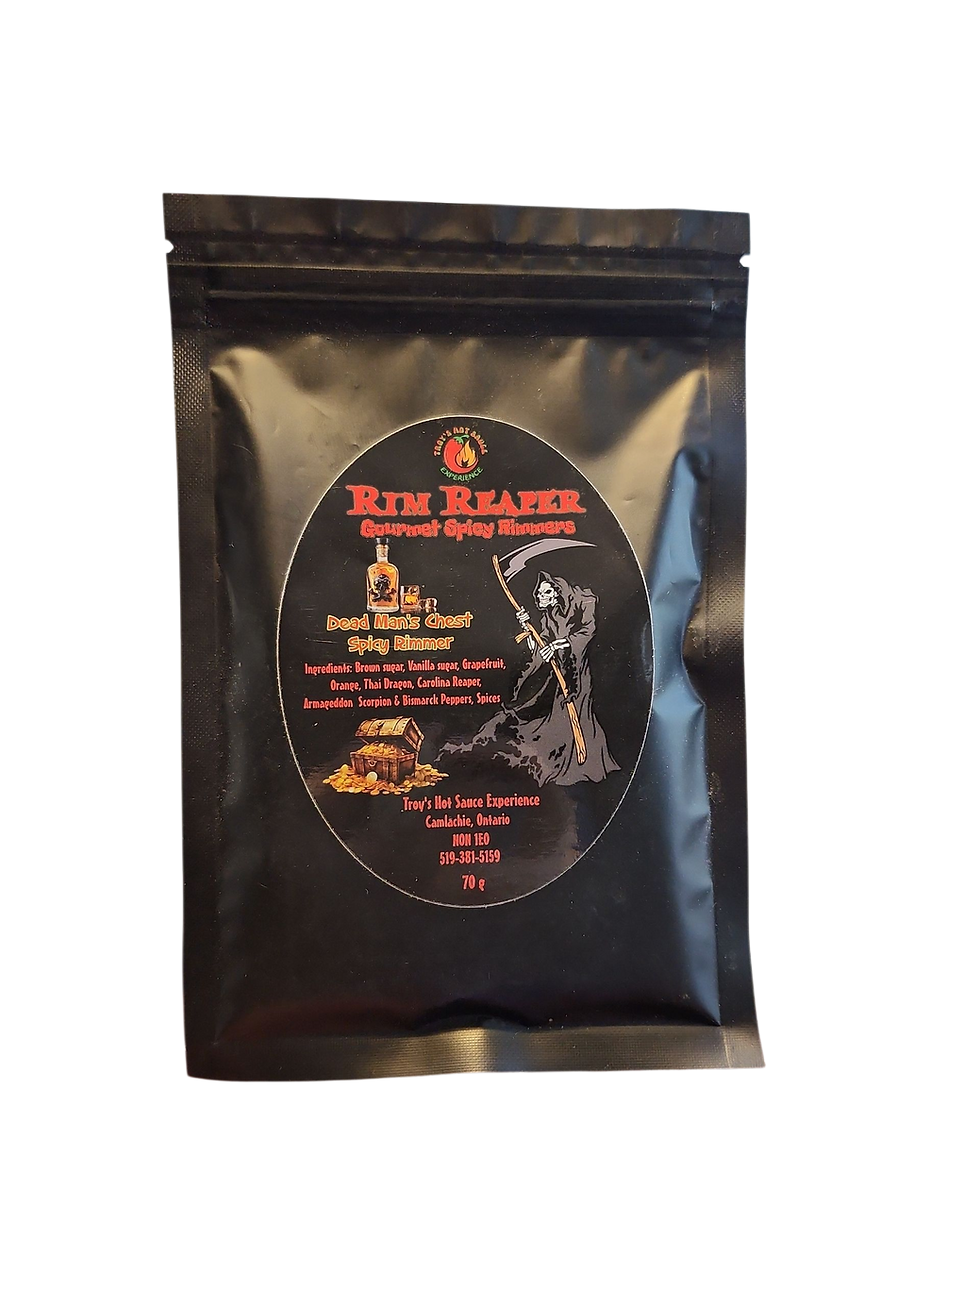 TROY'S HOT SAUCE
EXPERIENCE
RIM REAPER
Gourmet Spicy Rimmers
Dead Man's Chest
Spicy Rimmer
Ingredients: Brown sugar, Vanilla sugar, Grapefruit,
Orange, Thai Dragon, Carolina Reaper,
Armageddon Scorpion & Bismarck Peppers, Spices
Troy's Hot Sauce Experience
Camlachie, Ontario
NON 1EO
519-381-5159
70 g